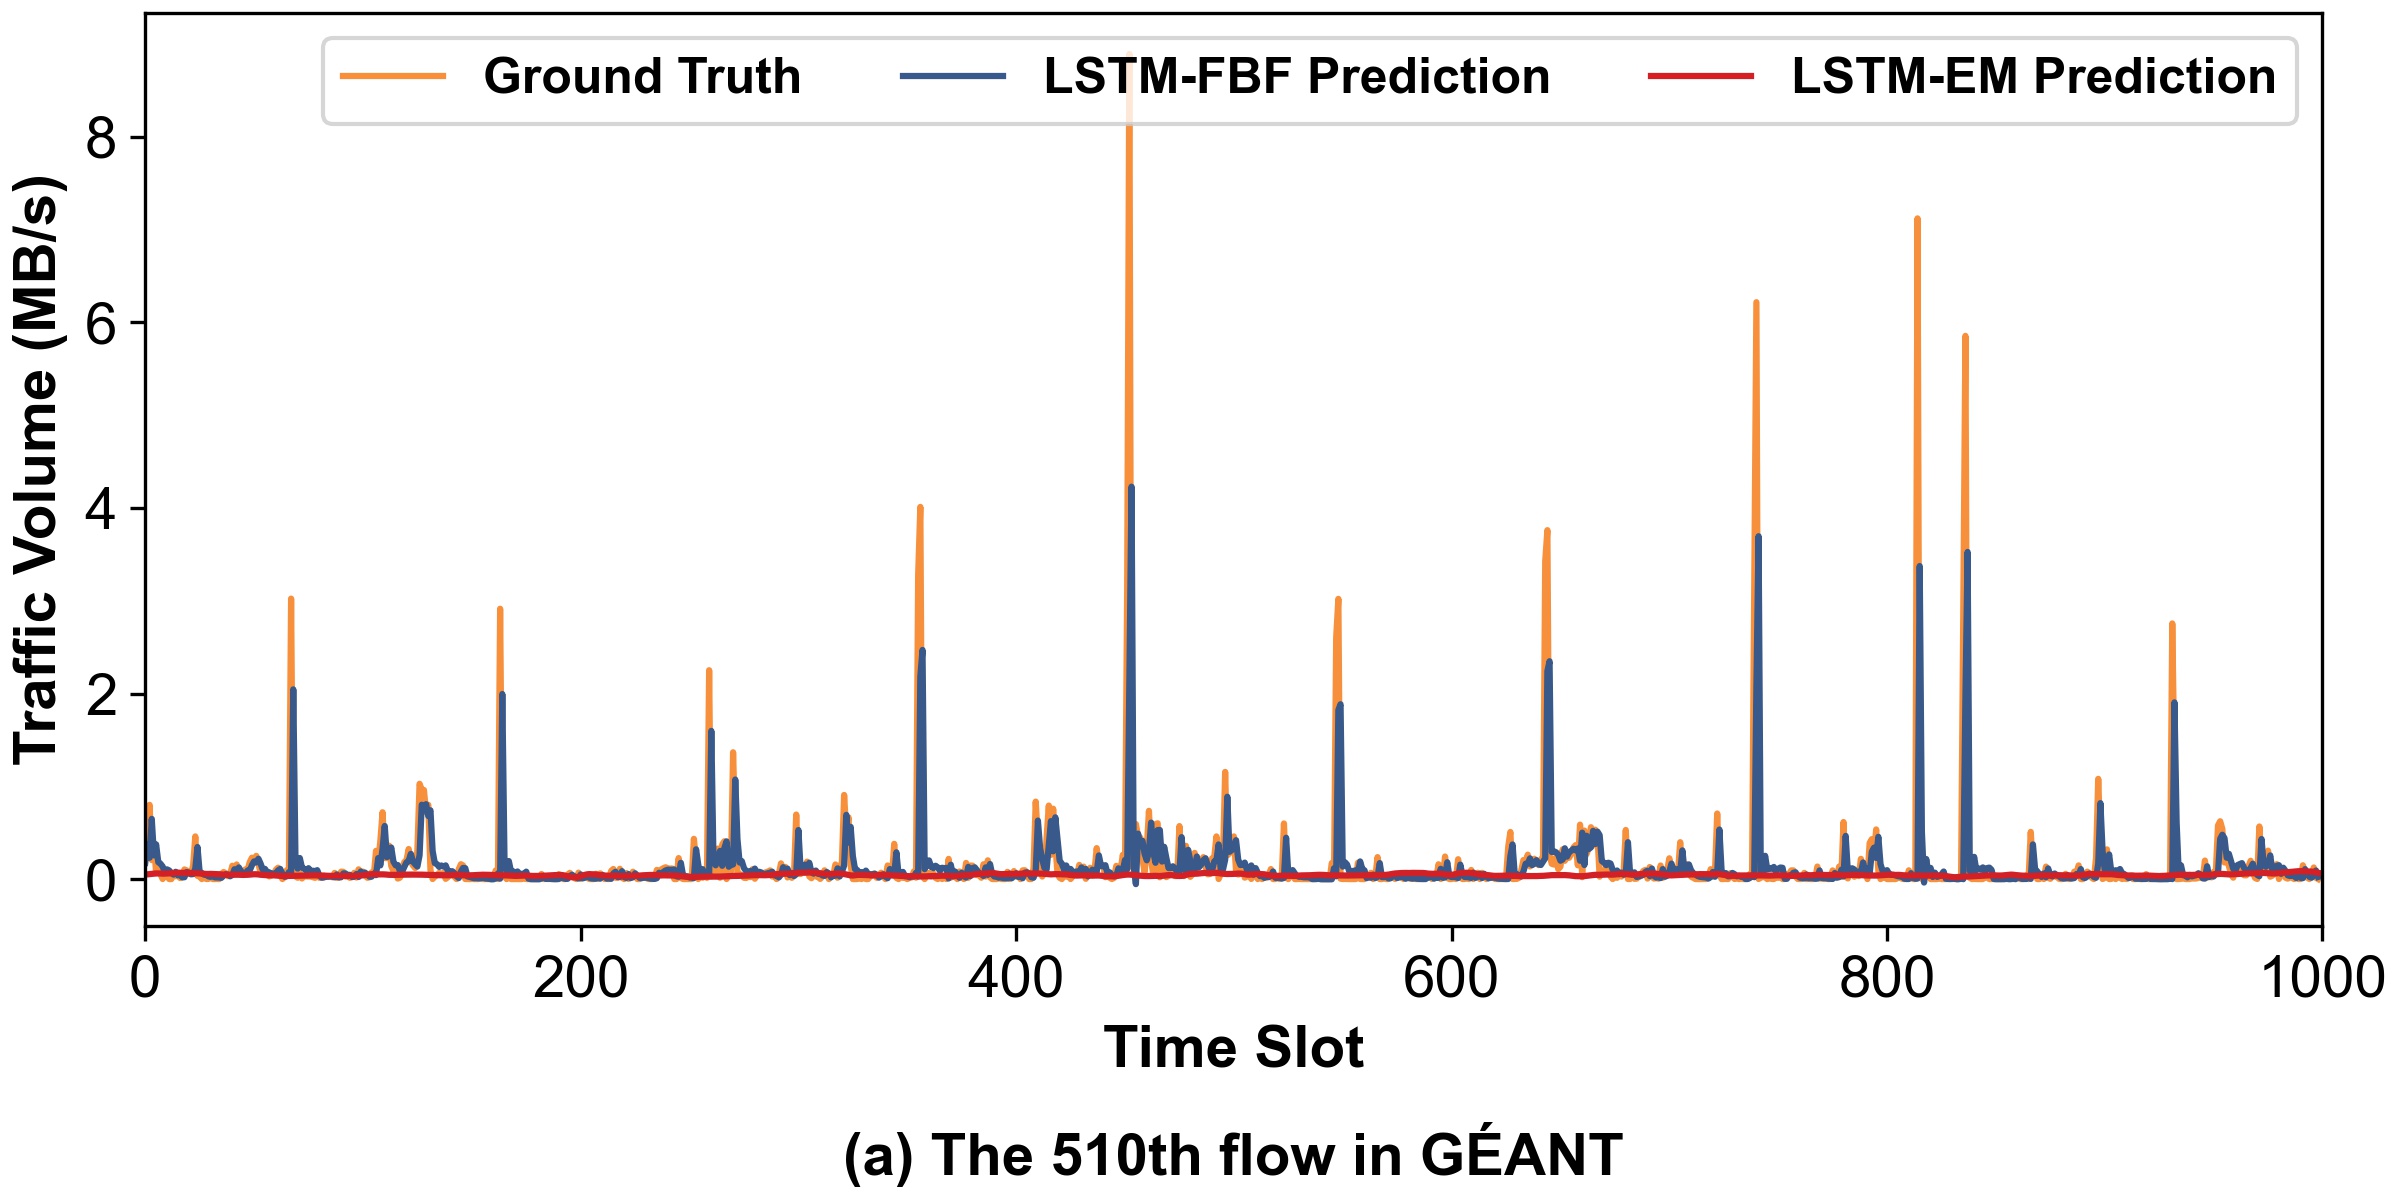 Ground Truth LSTM-FBF Prediction LSTM-EM Prediction
8
6
4
2
0
Traffic Volume (MB/s)
0 200 400 600 800 1000
Time Slot
(a) The 510th flow in GÉANT